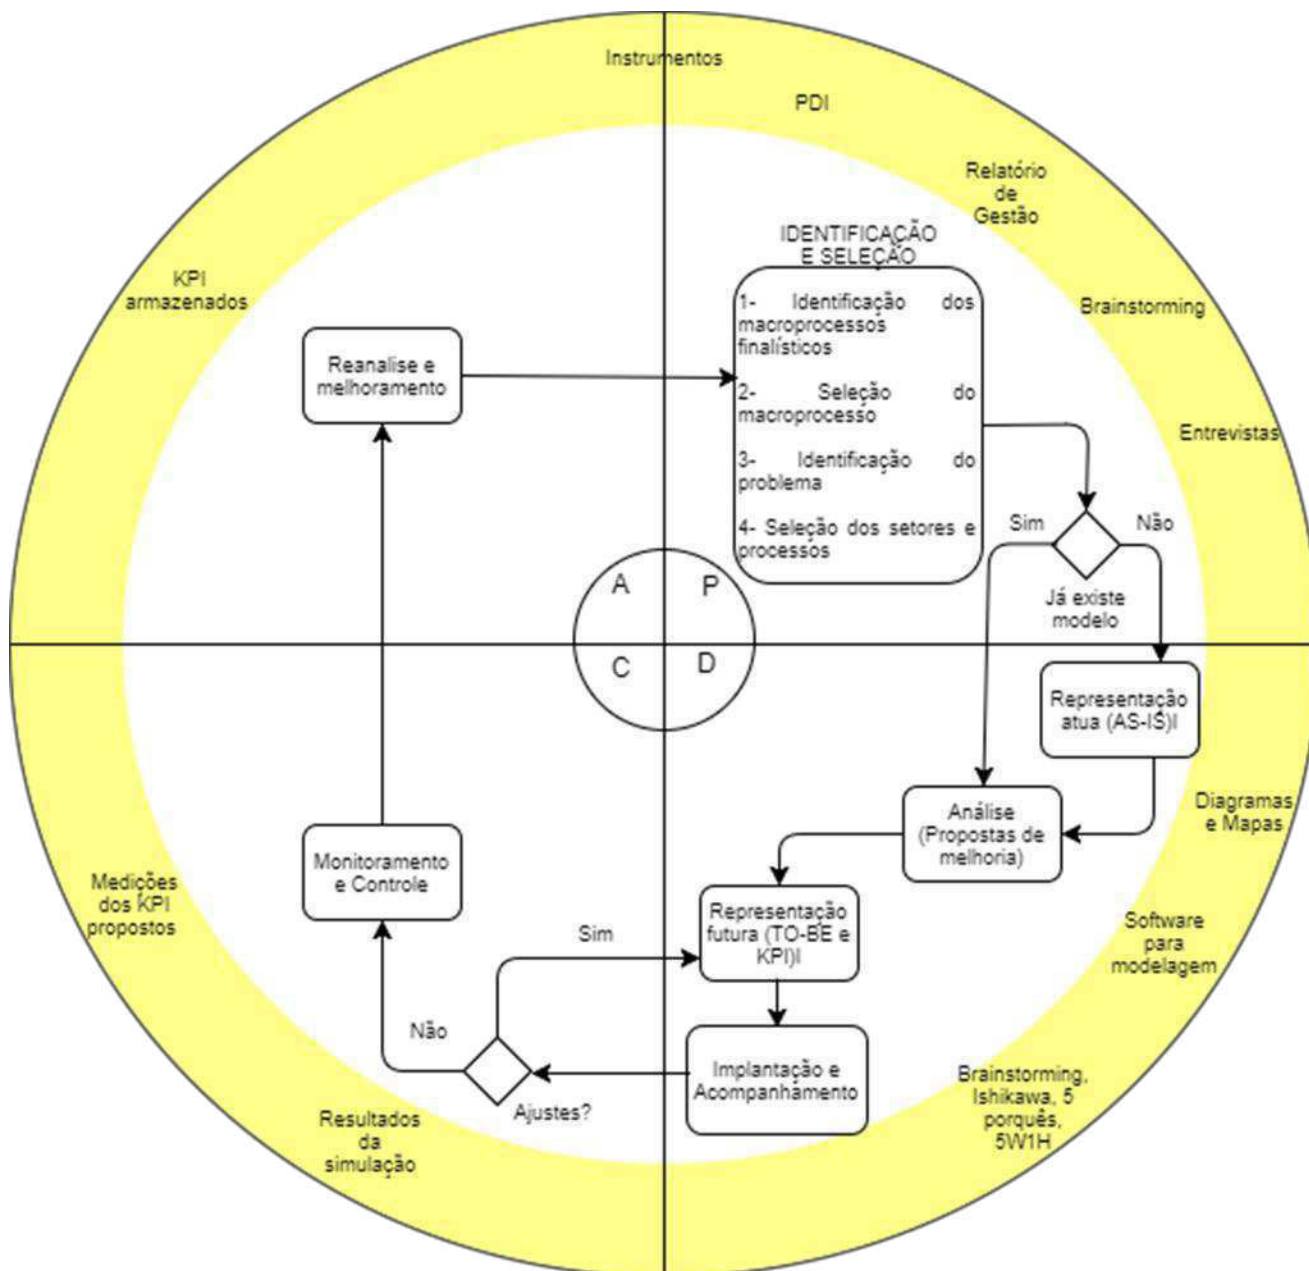 Instrumentos
PDI
Relatório
de
Gestão
IDENTIFICAÇÃO
E SELEÇÃO
1- Identificação dos
macroprocessos
finalísticos
2- Seleção do
macroprocesso
3- Identificação do
problema
4- Seleção dos setores e
processos
Brainstorming
Entrevistas
KPI
armazenados
Reanalise e
melhoramento
Sim
Não
Já existe
modelo
A
P
C
D
Representação
atua (AS-IS)l
Diagramas
e Mapas
Análise
(Propostas de
melhoria)
Software
para
modelagem
Representação
futura (TO-BE e
KPI)l
Monitoramento
e Controle
Medições
dos KPI
propostos
Sim
Não
Ajustes?
Implantação e
Acompanhamento
Brainstorming,
Ishikawa, 5
porquês,
5W1H
Resultados
da
simulação